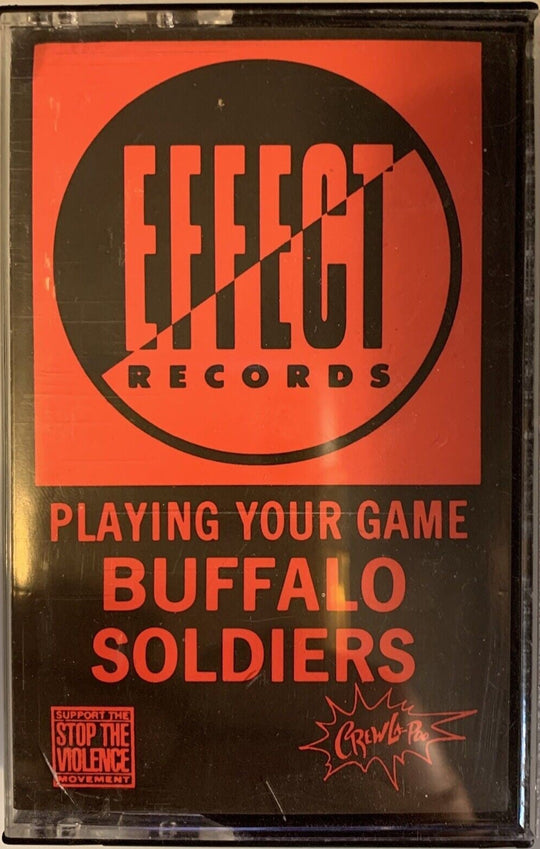 EFFECT
RECORDS
PLAYING YOUR GAME
BUFFALO
SOLDIERS
SUPPORT THE
STOP THE
VIOLENCE
MOVEMENT
CREW LA-POO